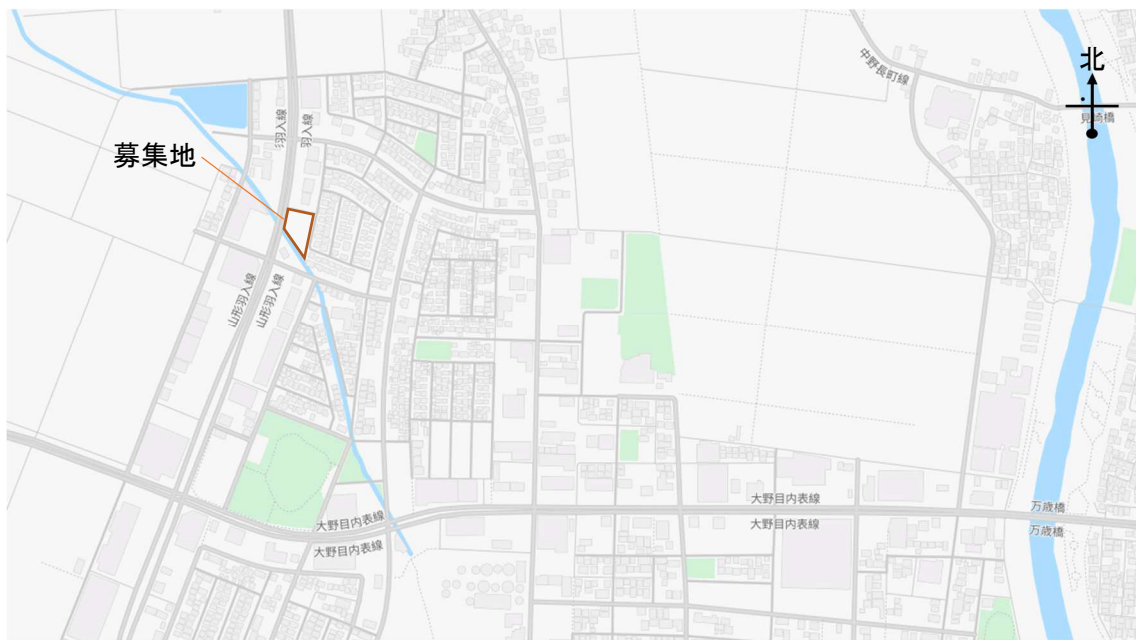 中野長町線
北
見崎橋
羽入線
羽入線
募集地
山形羽入線
山形羽入線
大野目内表線
大野目内表線
万歳橋
万歳橋
大野目内表線
大野目内表線